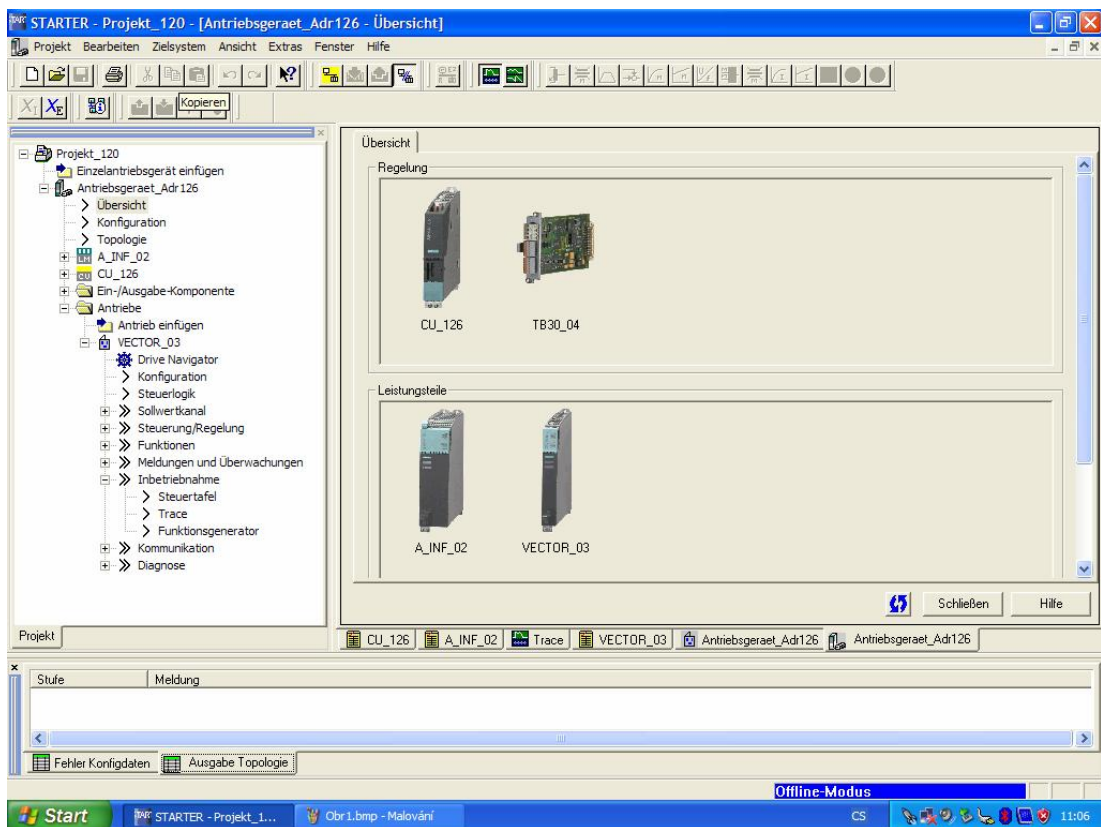 STARTER - Projekt_120 - [Antriebsgeraet_Adr126 - Übersicht]
Projekt Bearbeiten Zielsystem Ansicht Extras Fenster Hilfe
Kopieren
Projekt_120
Einzelantriebsgerät einfügen
Antriebsgeraet_Adr126
Übersicht
Konfiguration
Topologie
A_INF_02
CU_126
Ein-/Ausgabe-Komponente
Antriebe
Antrieb einfügen
VECTOR_03
Drive Navigator
Konfiguration
Steuerlogik
Sollwertkanal
Steuerung/Regelung
Funktionen
Meldungen und Überwachungen
Inbetriebnahme
Steuertafel
Trace
Funktionsgenerator
Kommunikation
Diagnose
Projekt
Übersicht
Regelung
CU_126 TB30_04
Leistungsteile
A_INF_02 VECTOR_03
Schließen Hilfe
CU_126 A_INF_02 Trace VECTOR_03 Antriebsgeraet_Adr126 Antriebsgeraet_Adr126
Stufe Meldung
Fehler Konfigdaten Ausgabe Topologie
Offline-Modus
Start STARTER - Projekt_1... Obr1.bmp - Malování CS 11:06